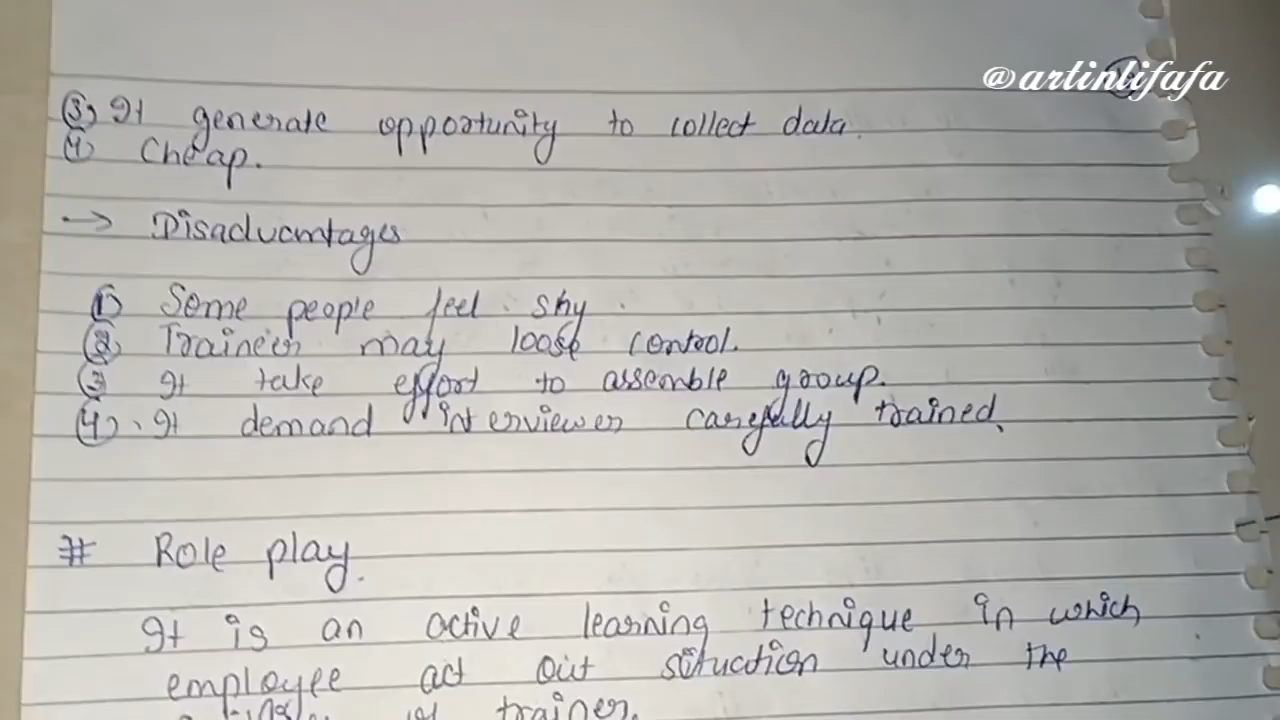 @artinlifafa
③, It generate opportunity to collect data.
④ Cheap.
→ Disadvantages
① Some people feel shy.
② Trainer may loose control.
③ It take effort to assemble group.
④. It demand interviewer carefully trained.
# Role play.
It is an active learning technique in which
employee act out situation under the
of trainer.